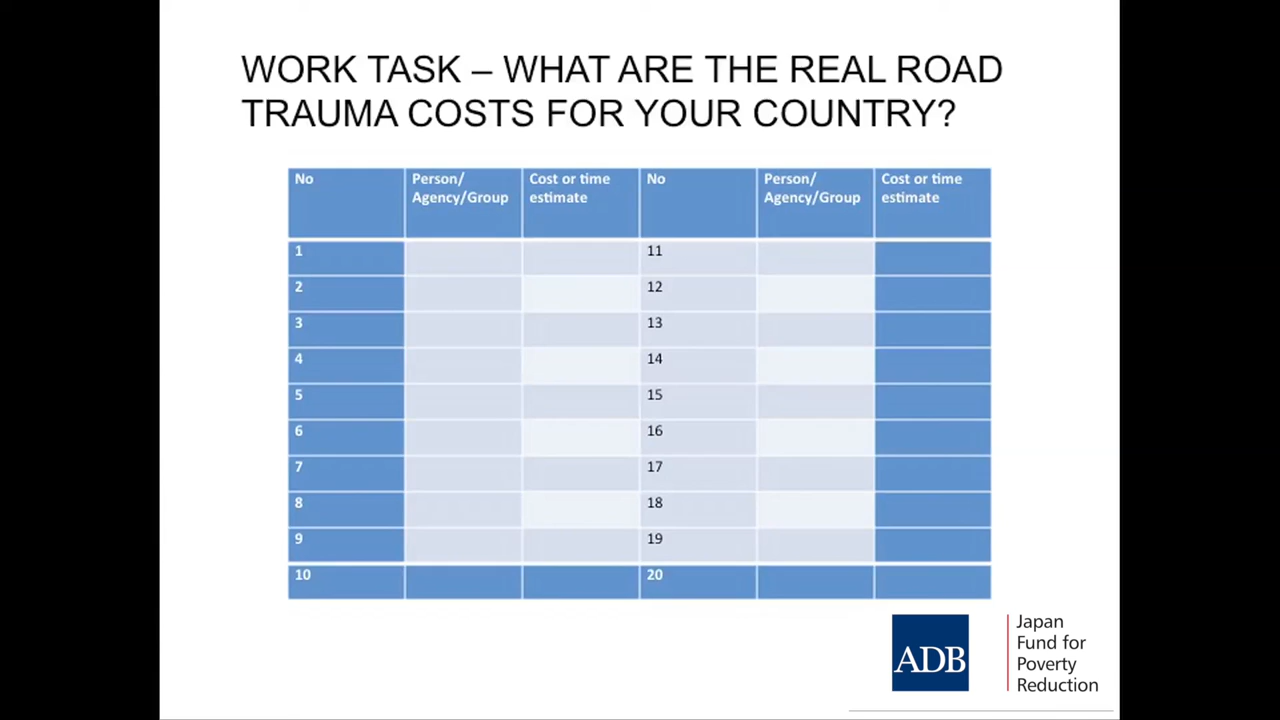 WORK TASK – WHAT ARE THE REAL ROAD
TRAUMA COSTS FOR YOUR COUNTRY?
No Person/ Agency/Group Cost or time estimate No Person/ Agency/Group Cost or time estimate
1 11
2 12
3 13
4 14
5 15
6 16
7 17
8 18
9 19
10 20
ADB
Japan
Fund for
Poverty
Reduction